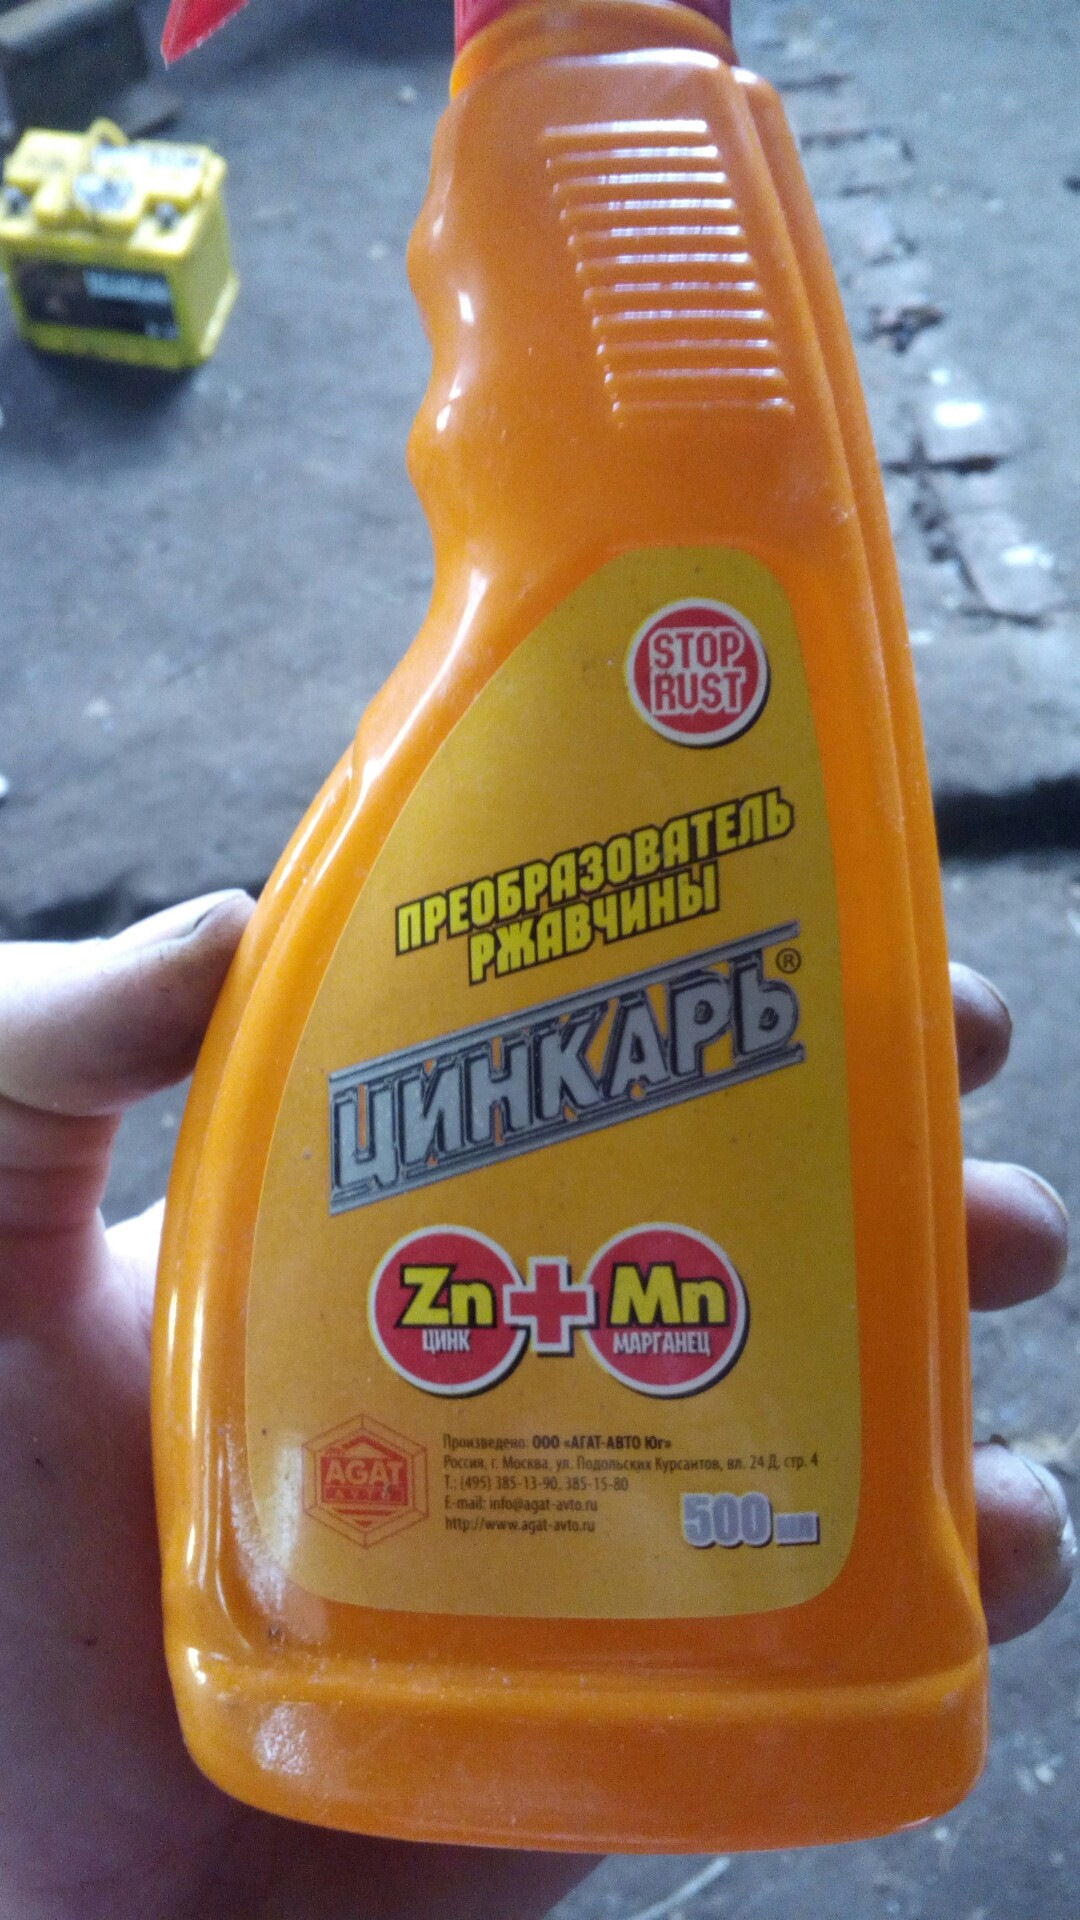 STOP
RUST
ПРЕОБРАЗОВАТЕЛЬ
РЖАВЧИНЫ
ЦИНКАРЬ®
Zn + Mn
ЦИНК МАРГАНЕЦ
AGAT
Произведено: ООО «АГАТ-АВТО Юг»
Россия, г. Москва, ул. Подольских Курсантов, вл. 24 Д, стр. 4
Т.: (495) 385-13-90, 385-15-80
E-mail: info@agat-avto.ru
http://www.agat-avto.ru
500 мл